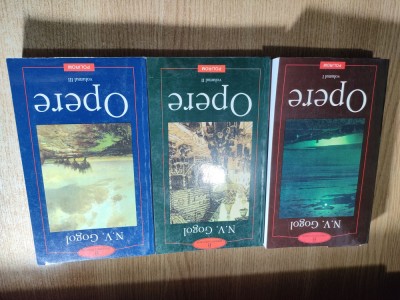 N.V. Gogol
Opere
volumul I
POLIROM
N.V. Gogol
Opere
volumul II
POLIROM
N.V. Gogol
Opere
volumul III
POLIROM